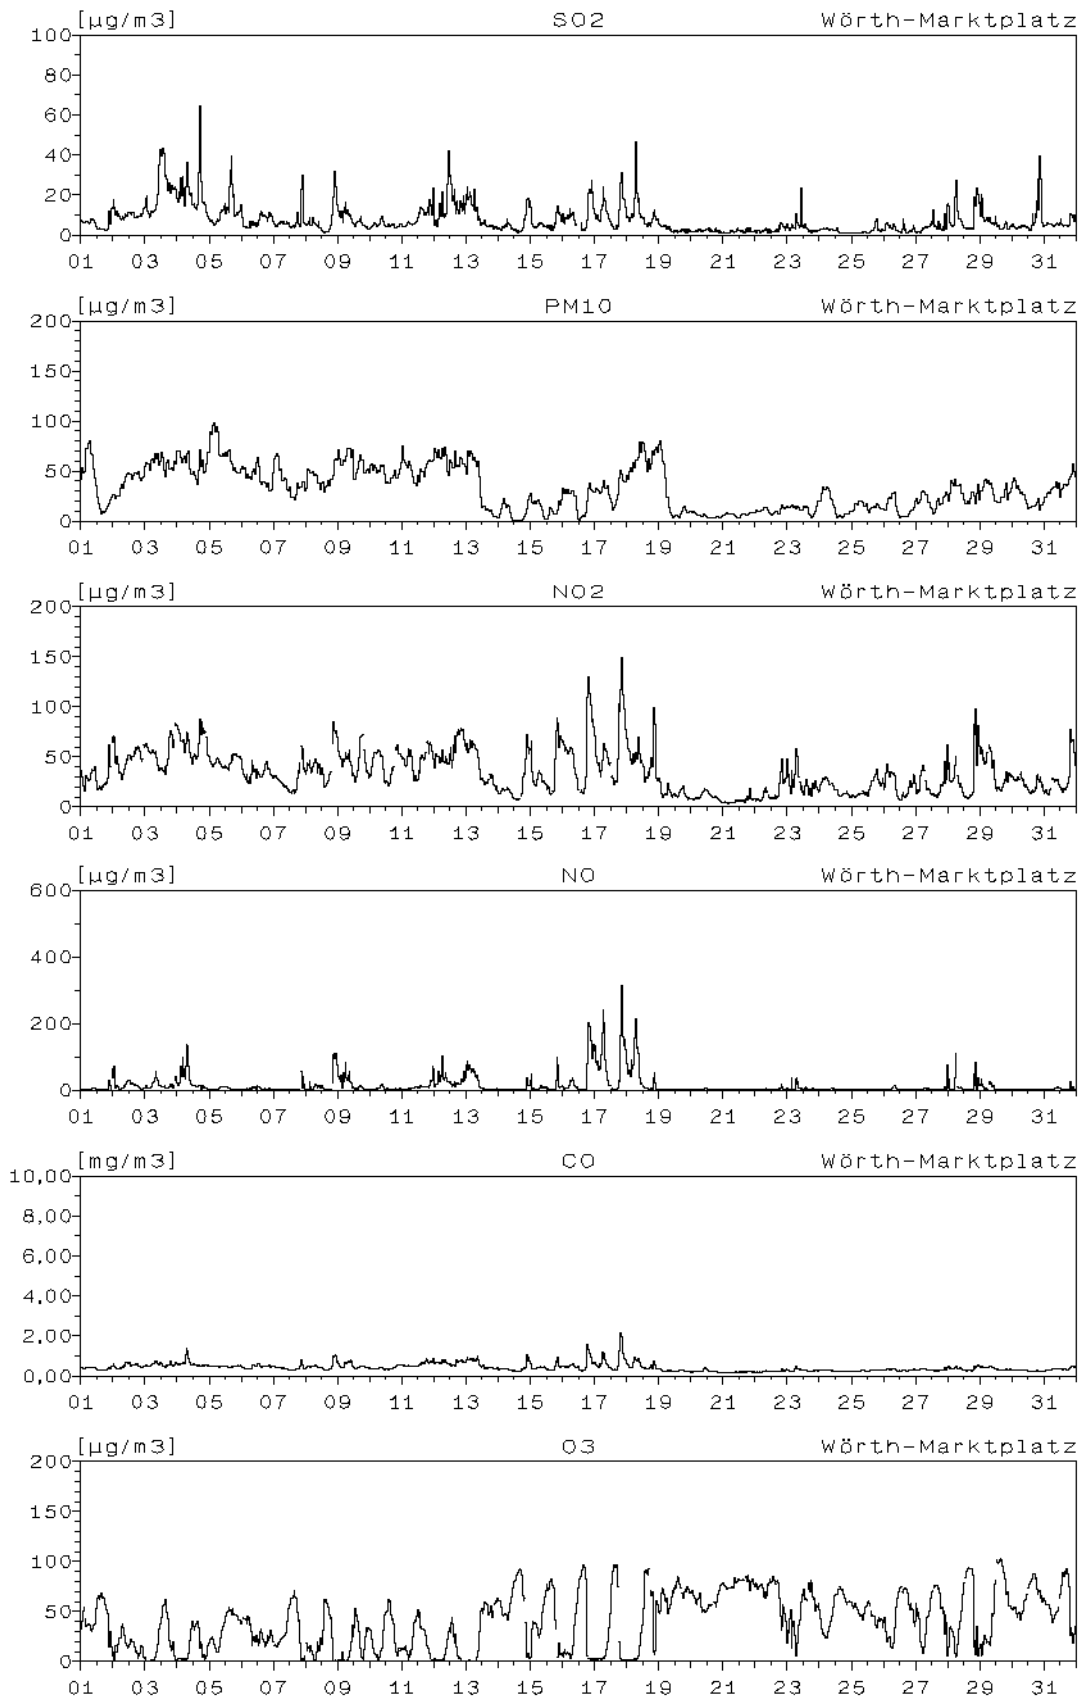 [µg/m3] SO2 Wörth-Marktplatz
100
80
60
40
20
0
01 03 05 07 09 11 13 15 17 19 21 23 25 27 29 31
[µg/m3] PM10 Wörth-Marktplatz
200
150
100
50
0
01 03 05 07 09 11 13 15 17 19 21 23 25 27 29 31
[µg/m3] NO2 Wörth-Marktplatz
200
150
100
50
0
01 03 05 07 09 11 13 15 17 19 21 23 25 27 29 31
[µg/m3] NO Wörth-Marktplatz
600
400
200
0
01 03 05 07 09 11 13 15 17 19 21 23 25 27 29 31
[mg/m3] CO Wörth-Marktplatz
10,00
8,00
6,00
4,00
2,00
0,00
01 03 05 07 09 11 13 15 17 19 21 23 25 27 29 31
[µg/m3] O3 Wörth-Marktplatz
200
150
100
50
0
01 03 05 07 09 11 13 15 17 19 21 23 25 27 29 31